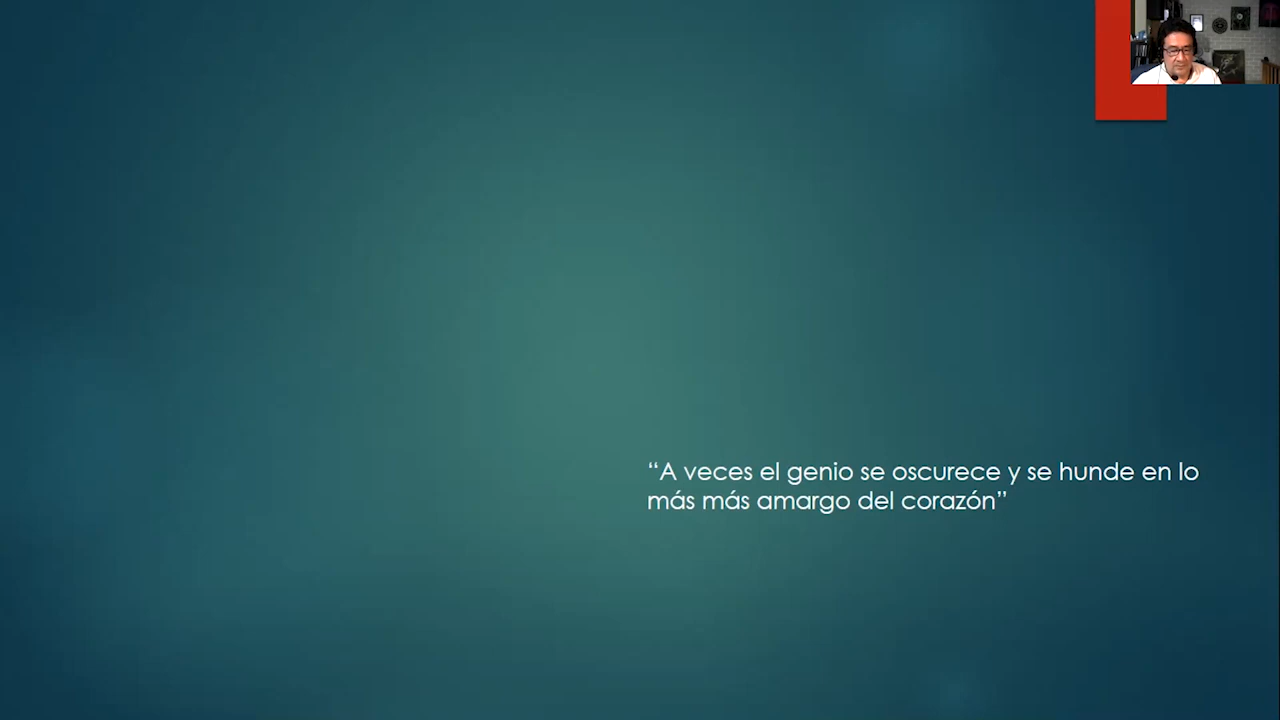 “A veces el genio se oscurece y se hunde en lo
más más amargo del corazón”